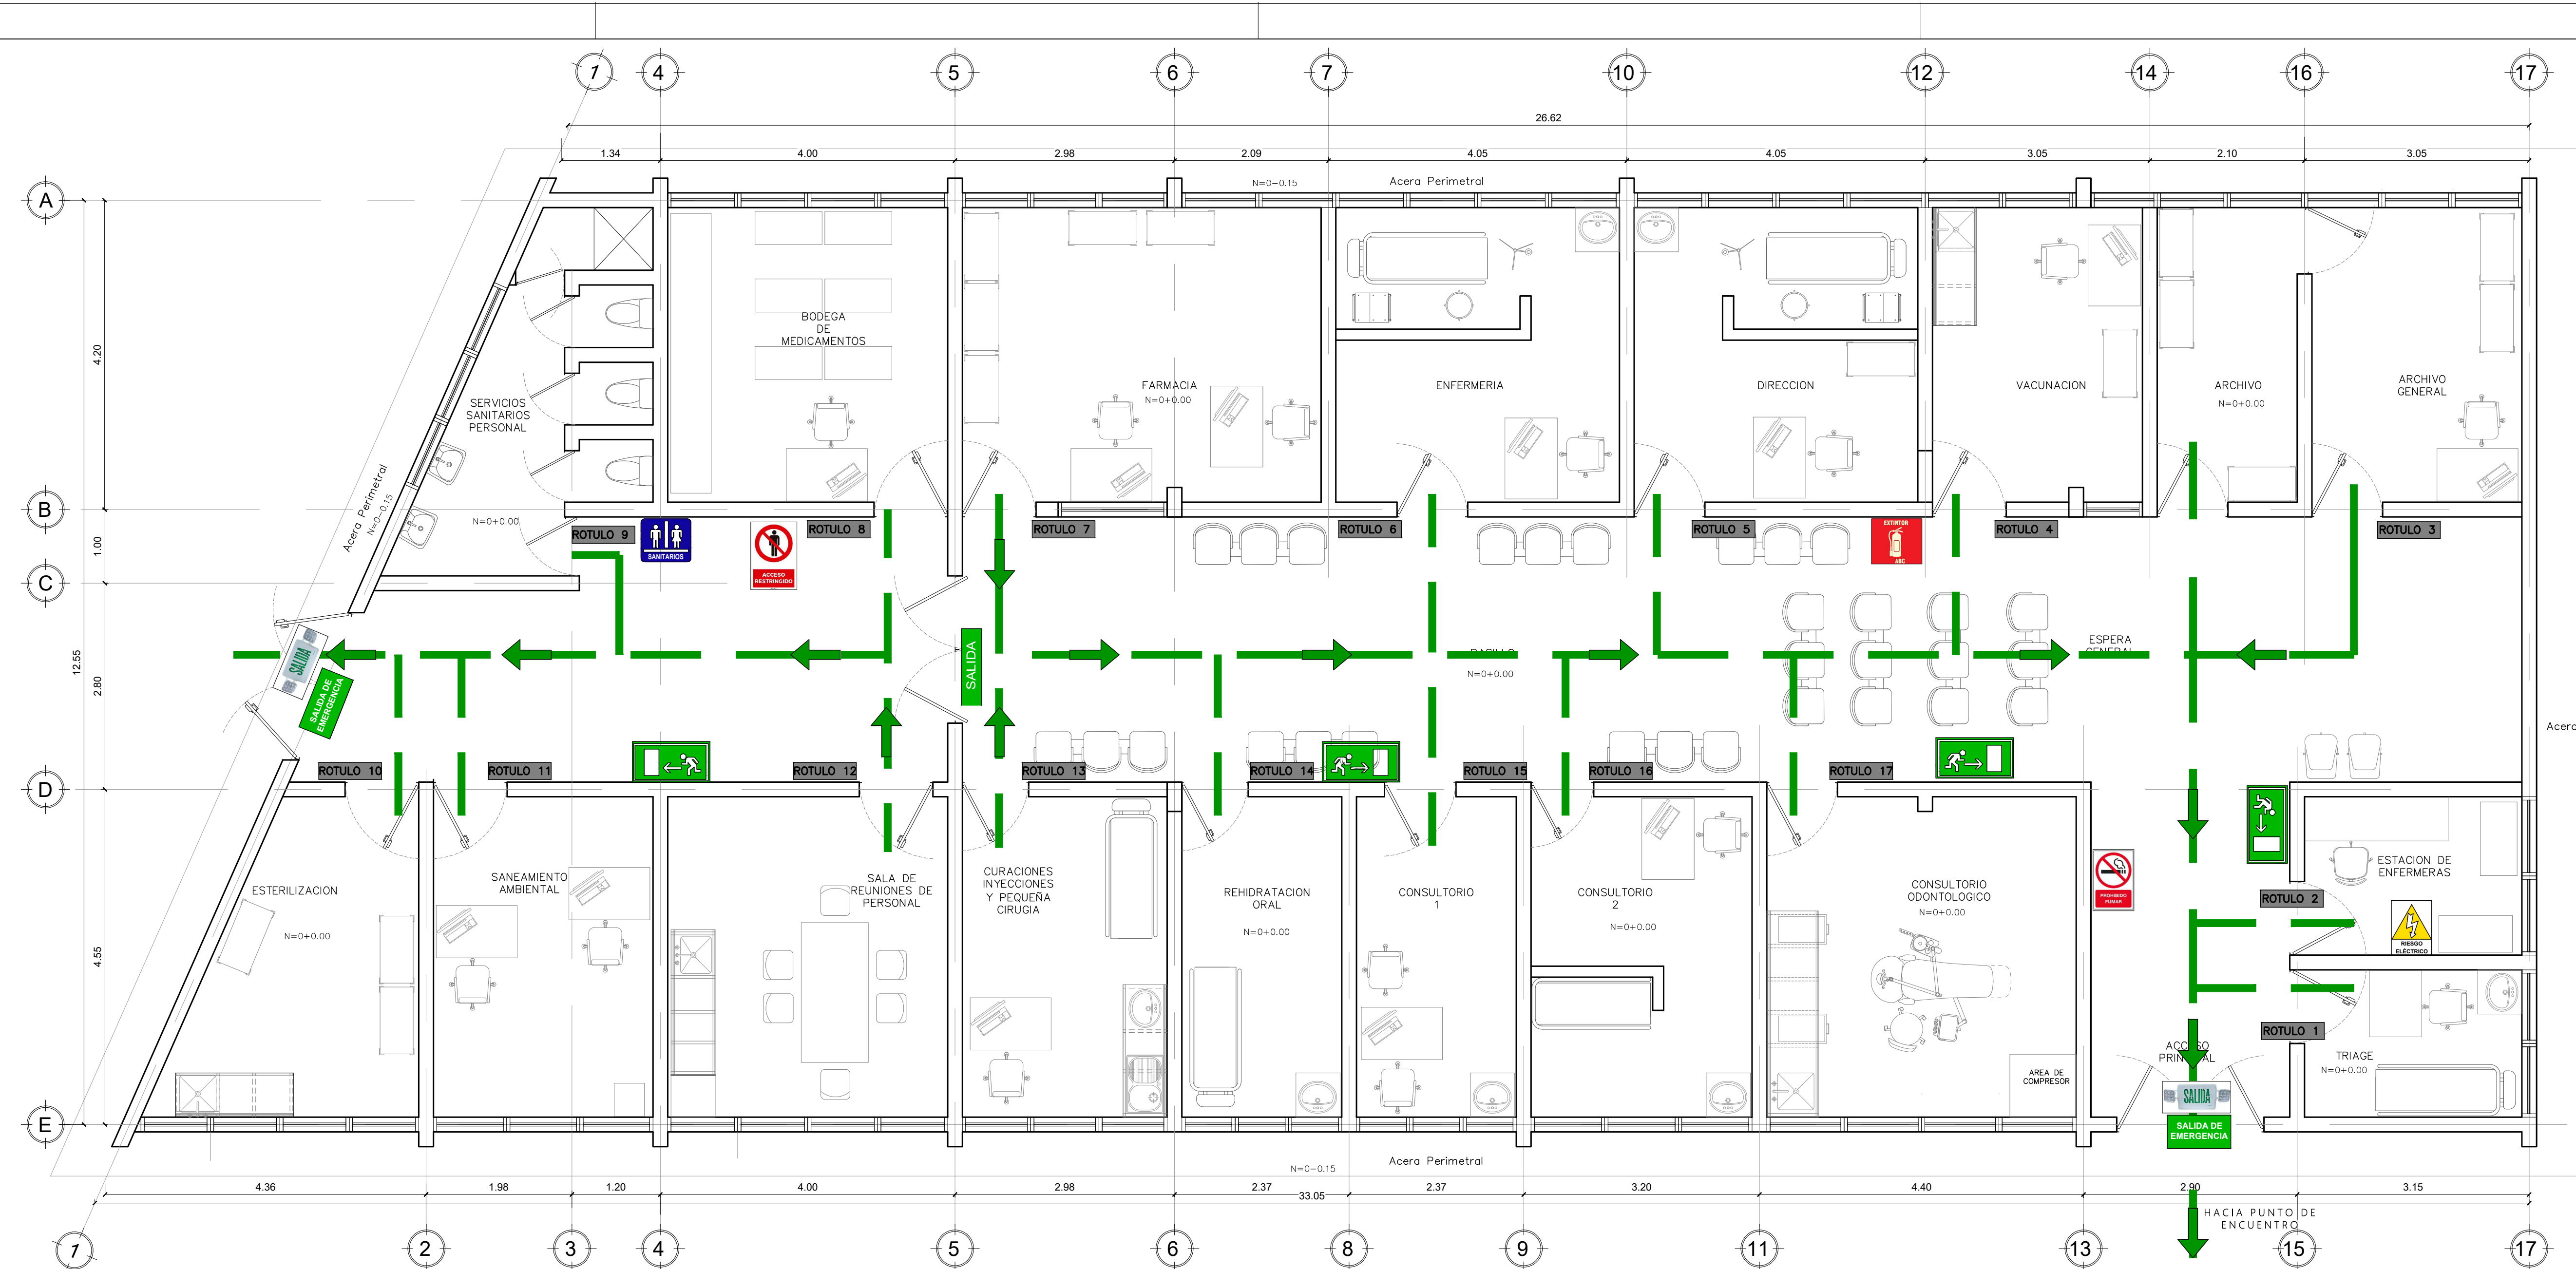 1
4
5
6
7
10
12
14
16
17
26.62
1.34
4.00
2.98
2.09
4.05
4.05
3.05
2.10
3.05
N=0-0.15
Acera Perimetral
A
B
C
D
E
4.20
1.00
2.80
4.55
12.55
Acera Perimetral
N=0-0.15
SERVICIOS
SANITARIOS
PERSONAL
N=0+0.00
BODEGA
DE
MEDICAMENTOS
FARMACIA
N=0+0.00
ENFERMERIA
DIRECCION
VACUNACION
ARCHIVO
N=0+0.00
ARCHIVO
GENERAL
ROTULO 9
SANITARIOS
ACCESO
RESTRINGIDO
ROTULO 8
ROTULO 7
ROTULO 6
ROTULO 5
EXTINTOR
ABC
ROTULO 4
ROTULO 3
SALIDA
SALIDA DE
EMERGENCIA
SALIDA
PASILLO
N=0+0.00
ESPERA
GENERAL
Acera
ROTULO 10
ROTULO 11
ROTULO 12
ROTULO 13
ROTULO 14
ROTULO 15
ROTULO 16
ROTULO 17
ESTERILIZACION
N=0+0.00
SANEAMIENTO
AMBIENTAL
SALA DE
REUNIONES DE
PERSONAL
CURACIONES
INYECCIONES
Y PEQUEÑA
CIRUGIA
REHIDRATACION
ORAL
N=0+0.00
CONSULTORIO
1
CONSULTORIO
2
N=0+0.00
CONSULTORIO
ODONTOLOGICO
N=0+0.00
AREA DE
COMPRESOR
PROHIBIDO
FUMAR
ESTACION DE
ENFERMERAS
ROTULO 2
RIESGO
ELÉCTRICO
ROTULO 1
ACCESO
PRINCIPAL
TRIAGE
N=0+0.00
SALIDA
SALIDA DE
EMERGENCIA
N=0-0.15
Acera Perimetral
4.36
1.98
1.20
4.00
2.98
2.37
2.37
3.20
4.40
2.90
3.15
33.05
HACIA PUNTO DE
ENCUENTRO
1
2
3
4
5
6
8
9
11
13
15
17